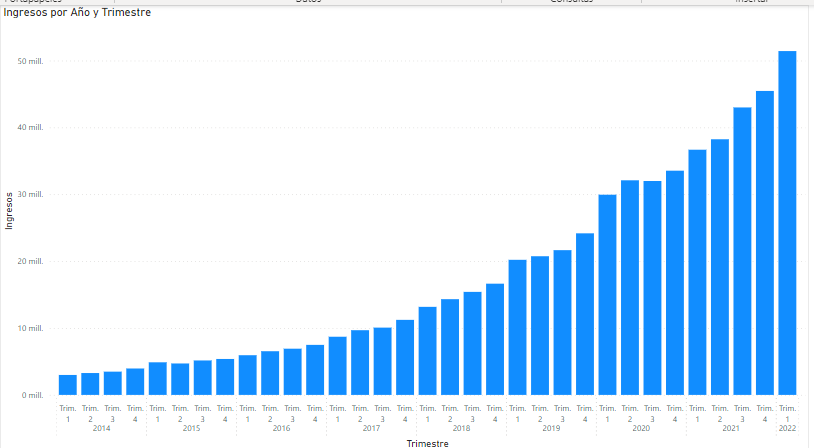 Portapapeles Datos Consultas Insertar
Ingresos por Año y Trimestre
50 mill.
40 mill.
30 mill.
20 mill.
10 mill.
0 mill.
Ingresos
Trim. Trim. Trim. Trim. Trim. Trim. Trim. Trim. Trim. Trim. Trim. Trim. Trim. Trim. Trim. Trim. Trim. Trim. Trim. Trim. Trim. Trim. Trim. Trim. Trim. Trim. Trim. Trim. Trim. Trim. Trim. Trim. Trim.
1 2 3 4 1 2 3 4 1 2 3 4 1 2 3 4 1 2 3 4 1 2 3 4 1 2 3 4 1 2 3 4 1
2014 2015 2016 2017 2018 2019 2020 2021 2022
Trimestre